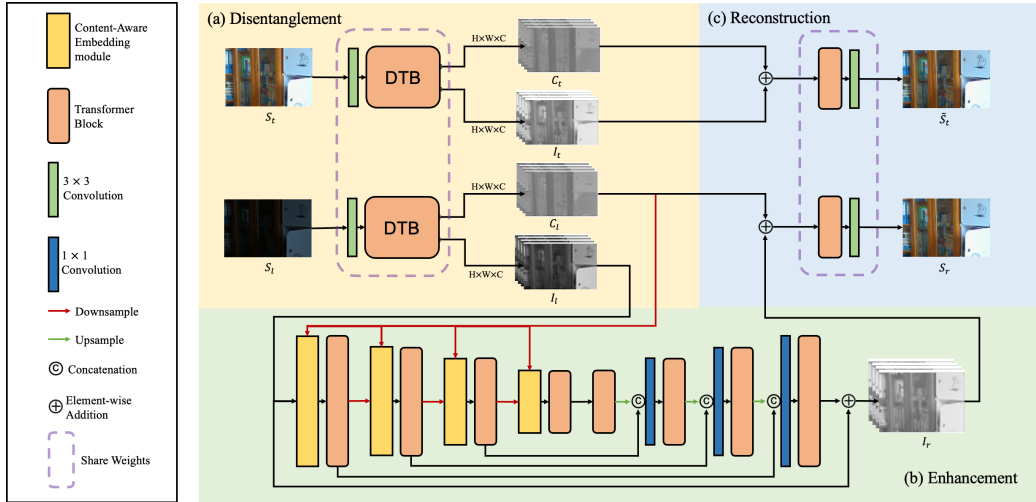 Content-Aware
Embedding
module
Transformer
Block
3 × 3
Convolution
1 × 1
Convolution
Downsample
Upsample
C
Concatenation
Element-wise
Addition
Share Weights
(a) Disentanglement
S_t
DTB
H×W×C
C_t
H×W×C
I_t
S_l
DTB
H×W×C
C_l
H×W×C
I_l
(c) Reconstruction
S̃_t
S_r
C
C
C
I_r
(b) Enhancement